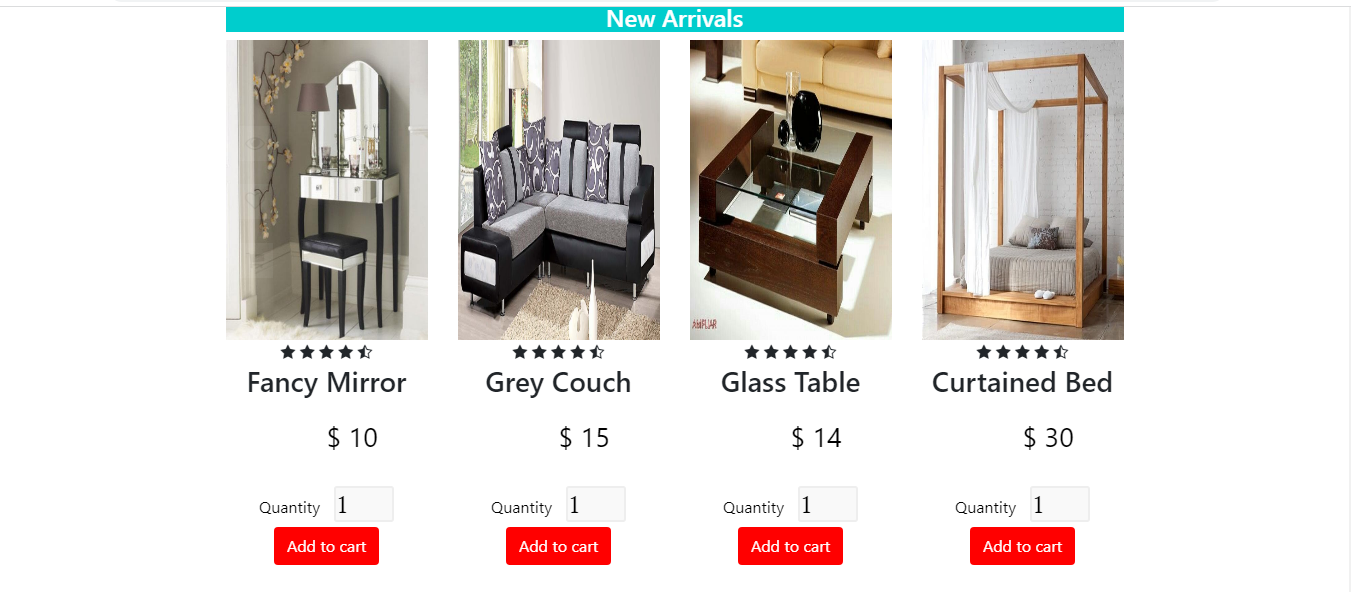 New Arrivals
AMPLIAR
Fancy Mirror
Grey Couch
Glass Table
Curtained Bed
$ 10
$ 15
$ 14
$ 30
Quantity 1
Quantity 1
Quantity 1
Quantity 1
Add to cart
Add to cart
Add to cart
Add to cart